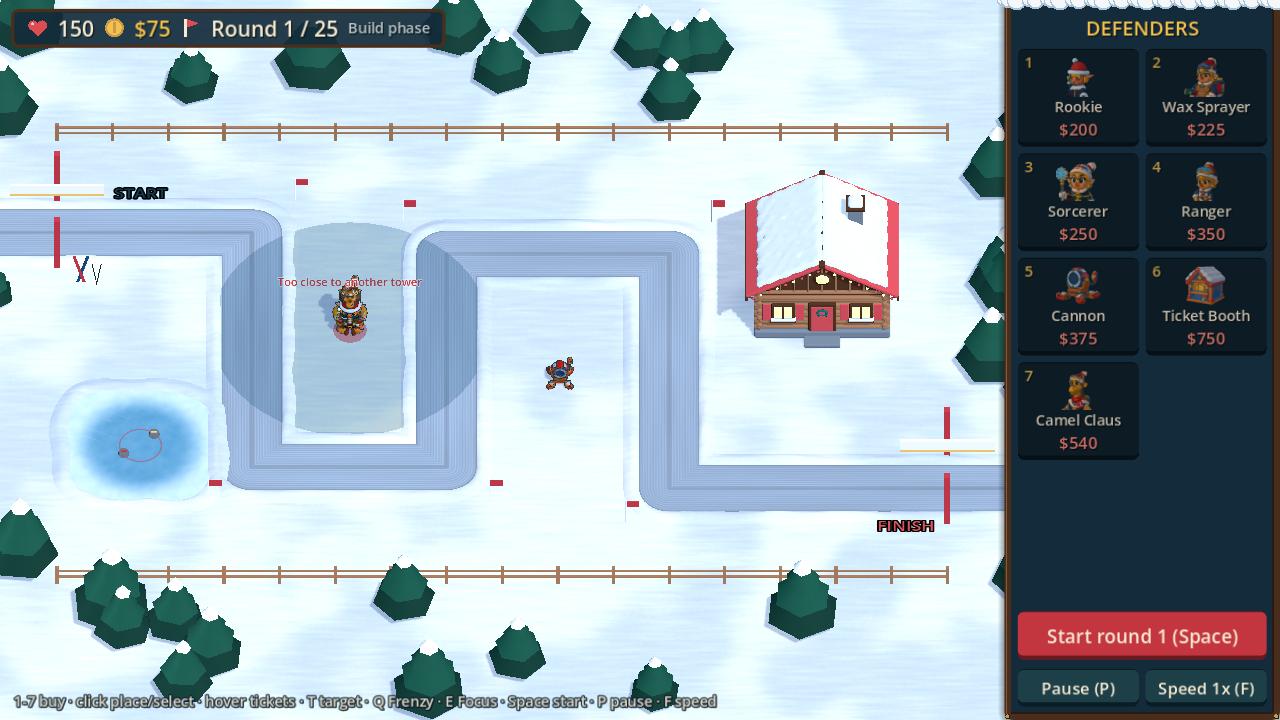 150 $75 Round 1 / 25 Build phase
DEFENDERS
1 2
Rookie Wax Sprayer
$200 $225
3 4
Sorcerer Ranger
$250 $350
5 6
Cannon Ticket Booth
$375 $750
7
Camel Claus
$540
START
Too close to another tower
FINISH
Start round 1 (Space)
Pause (P) Speed 1x (F)
1-7 buy · click place/select · hover tickets · T target · Q Frenzy · E Focus · Space start · P pause · F speed